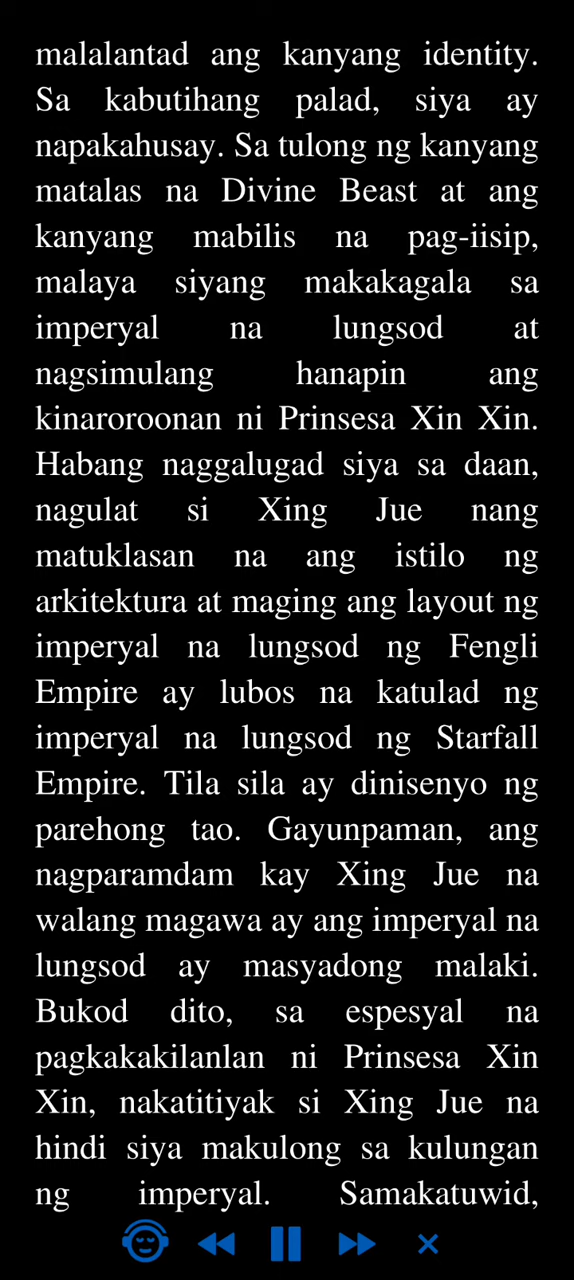 malalantad ang kanyang identity.
Sa kabutihang palad, siya ay
napakahusay. Sa tulong ng kanyang
matalas na Divine Beast at ang
kanyang mabilis na pag-iisip,
malaya siyang makakagala sa
imperyal na lungsod at
nagsimulang hanapin ang
kinaroroonan ni Prinsesa Xin Xin.
Habang naggalugad siya sa daan,
nagulat si Xing Jue nang
matuklasan na ang istilo ng
arkitektura at maging ang layout ng
imperyal na lungsod ng Fengli
Empire ay lubos na katulad ng
imperyal na lungsod ng Starfall
Empire. Tila sila ay dinisenyo ng
parehong tao. Gayunpaman, ang
nagparamdam kay Xing Jue na
walang magawa ay ang imperyal na
lungsod ay masyadong malaki.
Bukod dito, sa espesyal na
pagkakakilanlan ni Prinsesa Xin
Xin, nakatitiyak si Xing Jue na
hindi siya makulong sa kulungan
ng imperyal. Samakatuwid,